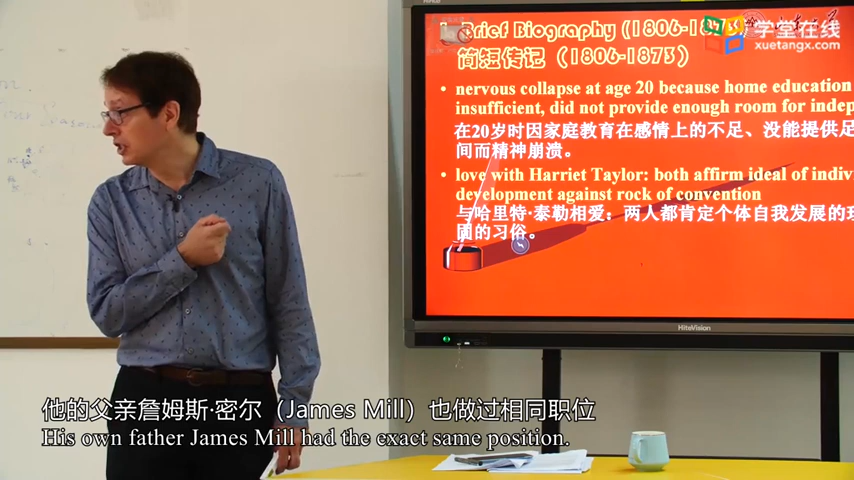 1. Brief Biography (1806-1873)
学堂在线
xuetangx.com
简短传记（1806-1873）
• nervous collapse at age 20 because home education
insufficient, did not provide enough room for indep
在20岁时因家庭教育在感情上的不足、没能提供足
间而精神崩溃。
• love with Harriet Taylor: both affirm ideal of indiv
development against rock of convention
与哈里特·泰勒相爱：两人都肯定个体自我发展的理
固的习俗。
HiteVision
他的父亲詹姆斯·密尔（James Mill）也做过相同职位
His own father James Mill had the exact same position.